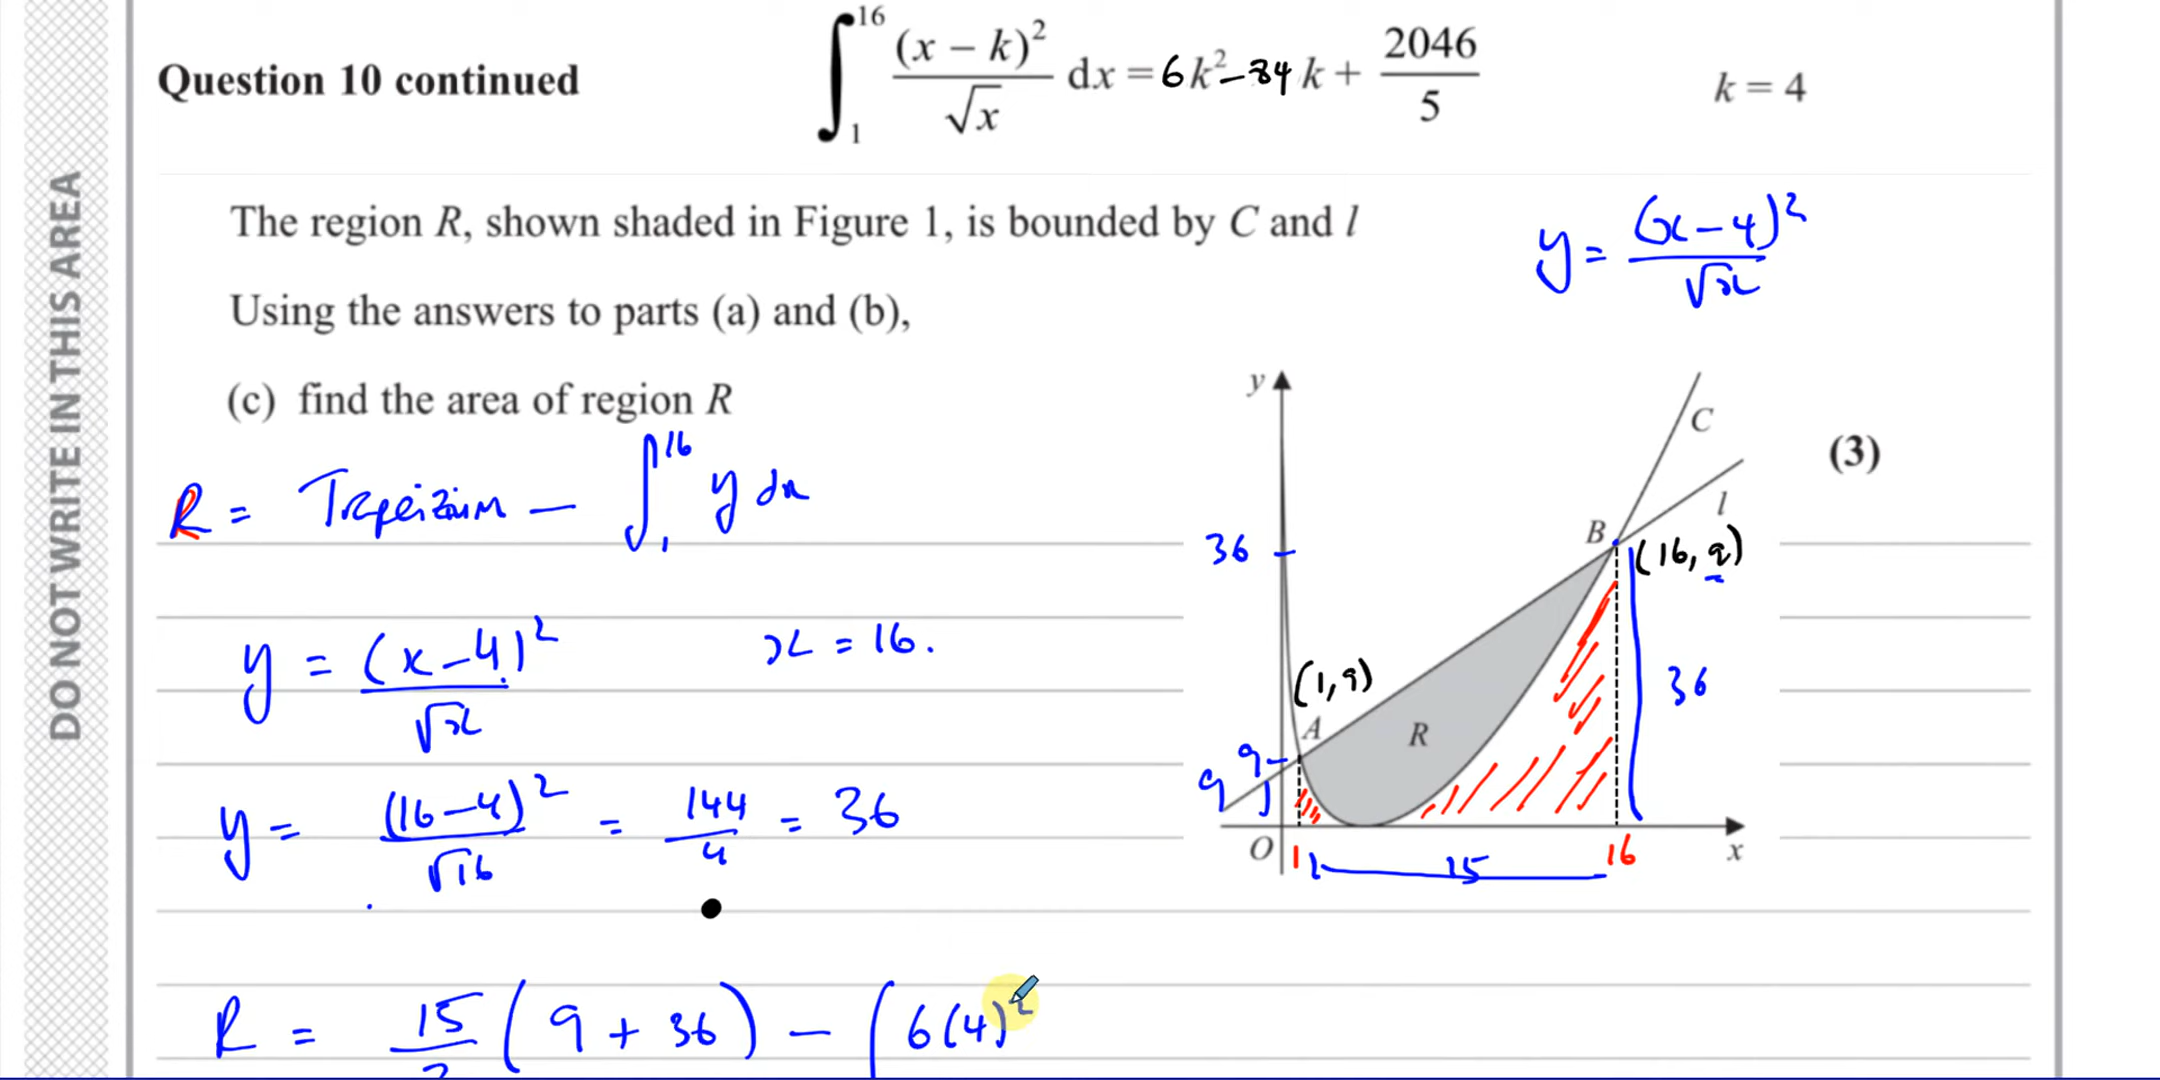 DO NOT WRITE IN THIS AREA
Question 10 continued
∫₁¹⁶ (x − k)²/√x dx = 6k² − 84k + 2046/5
k = 4
The region R, shown shaded in Figure 1, is bounded by C and l
y = (x−4)²/√x
Using the answers to parts (a) and (b),
(c) find the area of region R
(3)
R = Trapeizium − ∫₁¹⁶ y dx
y = (x−4)²/√x
x = 16.
y = (16−4)²/√16 = 144/4 = 36
R = 15/2 (9 + 36) − (6(4)²
y
C
l
36
B
(16, 9)
(1, 9)
36
A
R
9
9
O
1
1
15
16
x